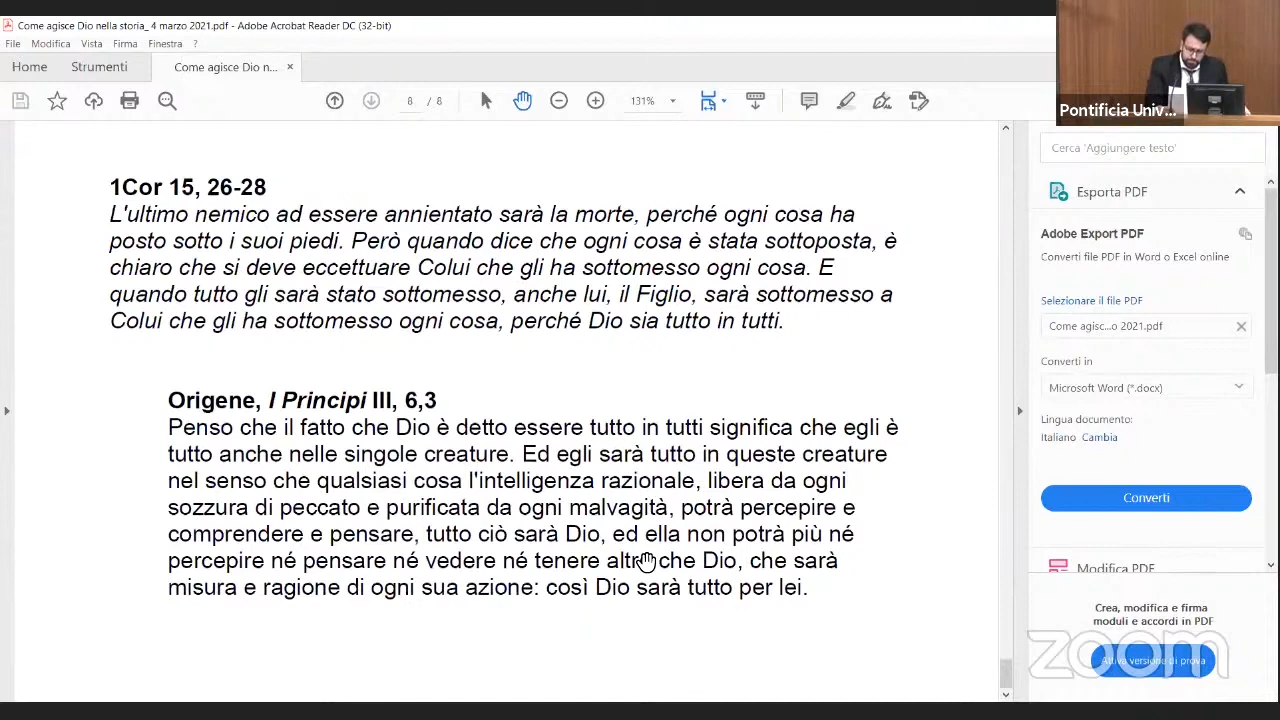 Come agisce Dio nella storia_ 4 marzo 2021.pdf - Adobe Acrobat Reader DC (32-bit)
File Modifica Vista Firma Finestra ?
Home Strumenti Come agisce Dio n... ×
8 / 8 131%
Pontificia Univ...
1Cor 15, 26-28
L'ultimo nemico ad essere annientato sarà la morte, perché ogni cosa ha
posto sotto i suoi piedi. Però quando dice che ogni cosa è stata sottoposta, è
chiaro che si deve eccettuare Colui che gli ha sottomesso ogni cosa. E
quando tutto gli sarà stato sottomesso, anche lui, il Figlio, sarà sottomesso a
Colui che gli ha sottomesso ogni cosa, perché Dio sia tutto in tutti.
Origene, I Principi III, 6,3
Penso che il fatto che Dio è detto essere tutto in tutti significa che egli è
tutto anche nelle singole creature. Ed egli sarà tutto in queste creature
nel senso che qualsiasi cosa l'intelligenza razionale, libera da ogni
sozzura di peccato e purificata da ogni malvagità, potrà percepire e
comprendere e pensare, tutto ciò sarà Dio, ed ella non potrà più né
percepire né pensare né vedere né tenere altro che Dio, che sarà
misura e ragione di ogni sua azione: così Dio sarà tutto per lei.
Cerca 'Aggiungere testo'
Esporta PDF
Adobe Export PDF
Converti file PDF in Word o Excel online
Selezionare il file PDF
Come agisc...o 2021.pdf
Converti in
Microsoft Word (*.docx)
Lingua documento:
Italiano Cambia
Converti
Modifica PDF
Crea, modifica e firma
moduli e accordi in PDF
Attiva versione di prova
zoom